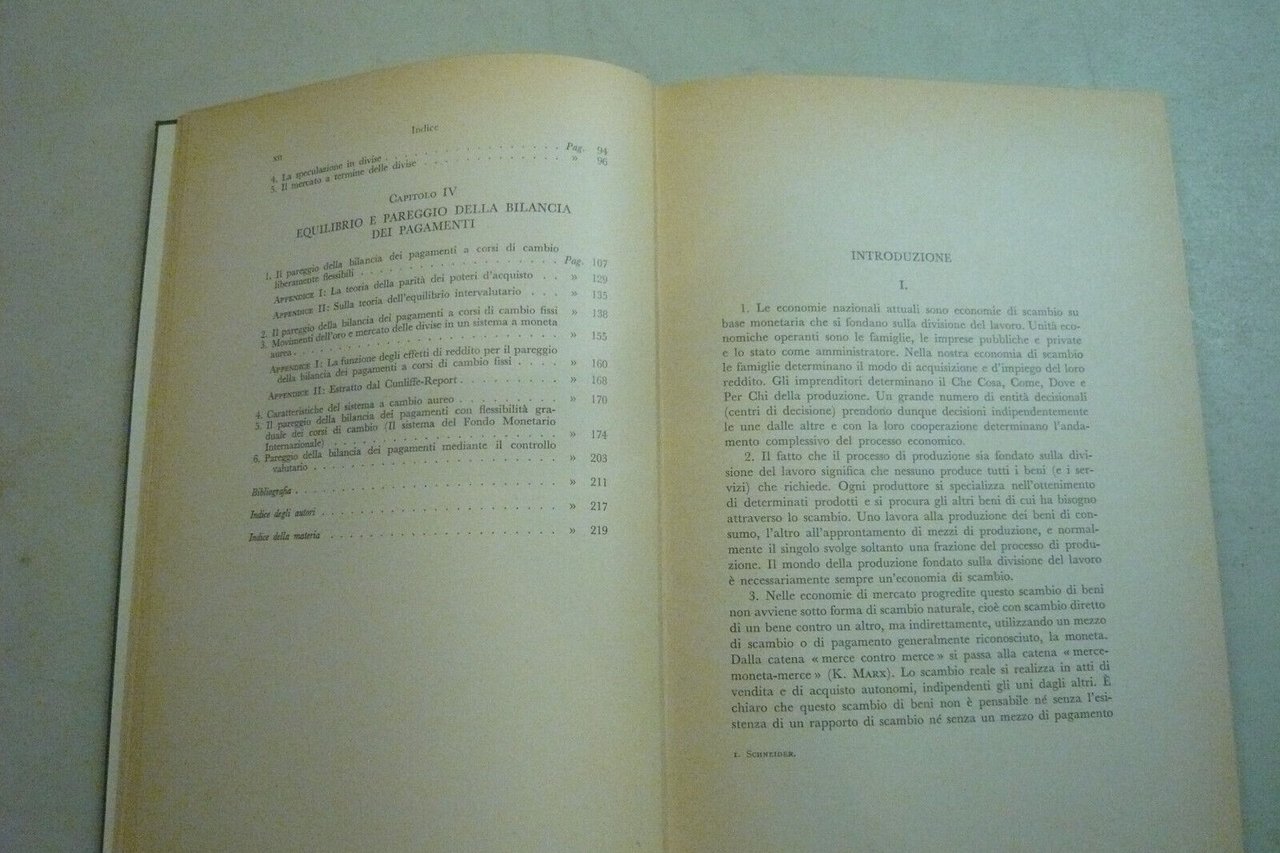 Indice
XII
4. La speculazione in divise . . . . . . . . . . . . . Pag. 94
5. Il mercato a termine delle divise . . . . . . . . . . » 96
CAPITOLO IV
EQUILIBRIO E PAREGGIO DELLA BILANCIA
DEI PAGAMENTI
1. Il pareggio della bilancia dei pagamenti a corsi di cambio
liberamente flessibili . . . . . . . . . . . . . . . Pag. 107
APPENDICE I: La teoria della parità dei poteri d'acquisto . . » 129
APPENDICE II: Sulla teoria dell'equilibrio intervalutario . . . » 135
2. Il pareggio della bilancia dei pagamenti a corsi di cambio fissi » 138
3. Movimenti dell'oro e mercato delle divise in un sistema a moneta
aurea . . . . . . . . . . . . . . . . . . . . » 155
APPENDICE I: La funzione degli effetti di reddito per il pareggio
della bilancia dei pagamenti a corsi di cambio fissi . . . . » 160
APPENDICE II: Estratto dal Cunliffe-Report . . . . . . . . » 168
4. Caratteristiche del sistema a cambio aureo . . . . . . . . » 170
5. Il pareggio della bilancia dei pagamenti con flessibilità gra-
duale dei corsi di cambio (Il sistema del Fondo Monetario
Internazionale) . . . . . . . . . . . . . . . . . » 174
6. Pareggio della bilancia dei pagamenti mediante il controllo
valutario . . . . . . . . . . . . . . . . . . . » 203
Bibliografia . . . . . . . . . . . . . . . . . . . . » 211
Indice degli autori . . . . . . . . . . . . . . . . . . » 217
Indice della materia . . . . . . . . . . . . . . . . . » 219
INTRODUZIONE
I.
1. Le economie nazionali attuali sono economie di scambio su
base monetaria che si fondano sulla divisione del lavoro. Unità eco-
nomiche operanti sono le famiglie, le imprese pubbliche e private
e lo stato come amministratore. Nella nostra economia di scambio
le famiglie determinano il modo di acquisizione e d'impiego del loro
reddito. Gli imprenditori determinano il Che Cosa, Come, Dove e
Per Chi della produzione. Un grande numero di entità decisionali
(centri di decisione) prendono dunque decisioni indipendentemente
le une dalle altre e con la loro cooperazione determinano l'anda-
mento complessivo del processo economico.
2. Il fatto che il processo di produzione sia fondato sulla divi-
sione del lavoro significa che nessuno produce tutti i beni (e i ser-
vizi) che richiede. Ogni produttore si specializza nell'ottenimento
di determinati prodotti e si procura gli altri beni di cui ha bisogno
attraverso lo scambio. Uno lavora alla produzione dei beni di con-
sumo, l'altro all'approntamento di mezzi di produzione, e normal-
mente il singolo svolge soltanto una frazione del processo di produ-
zione. Il mondo della produzione fondato sulla divisione del lavoro
è necessariamente sempre un'economia di scambio.
3. Nelle economie di mercato progredite questo scambio di beni
non avviene sotto forma di scambio naturale, cioè con scambio diretto
di un bene contro un altro, ma indirettamente, utilizzando un mezzo
di scambio o di pagamento generalmente riconosciuto, la moneta.
Dalla catena « merce contro merce » si passa alla catena « merce-
moneta-merce » (K. MARX). Lo scambio reale si realizza in atti di
vendita e di acquisto autonomi, indipendenti gli uni dagli altri. È
chiaro che questo scambio di beni non è pensabile né senza l'esi-
stenza di un rapporto di scambio né senza un mezzo di pagamento
1. SCHNEIDER.